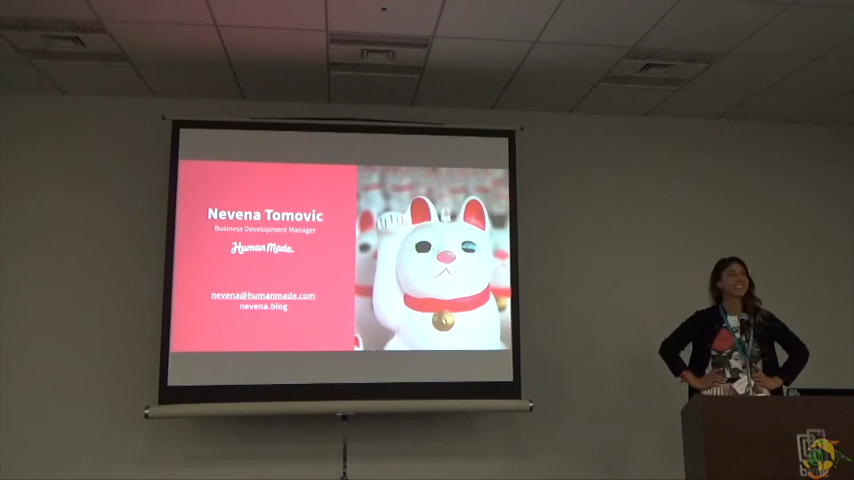 Nevena Tomovic
Business Development Manager
Human Made
nevena@humanmade.com
nevena.blog